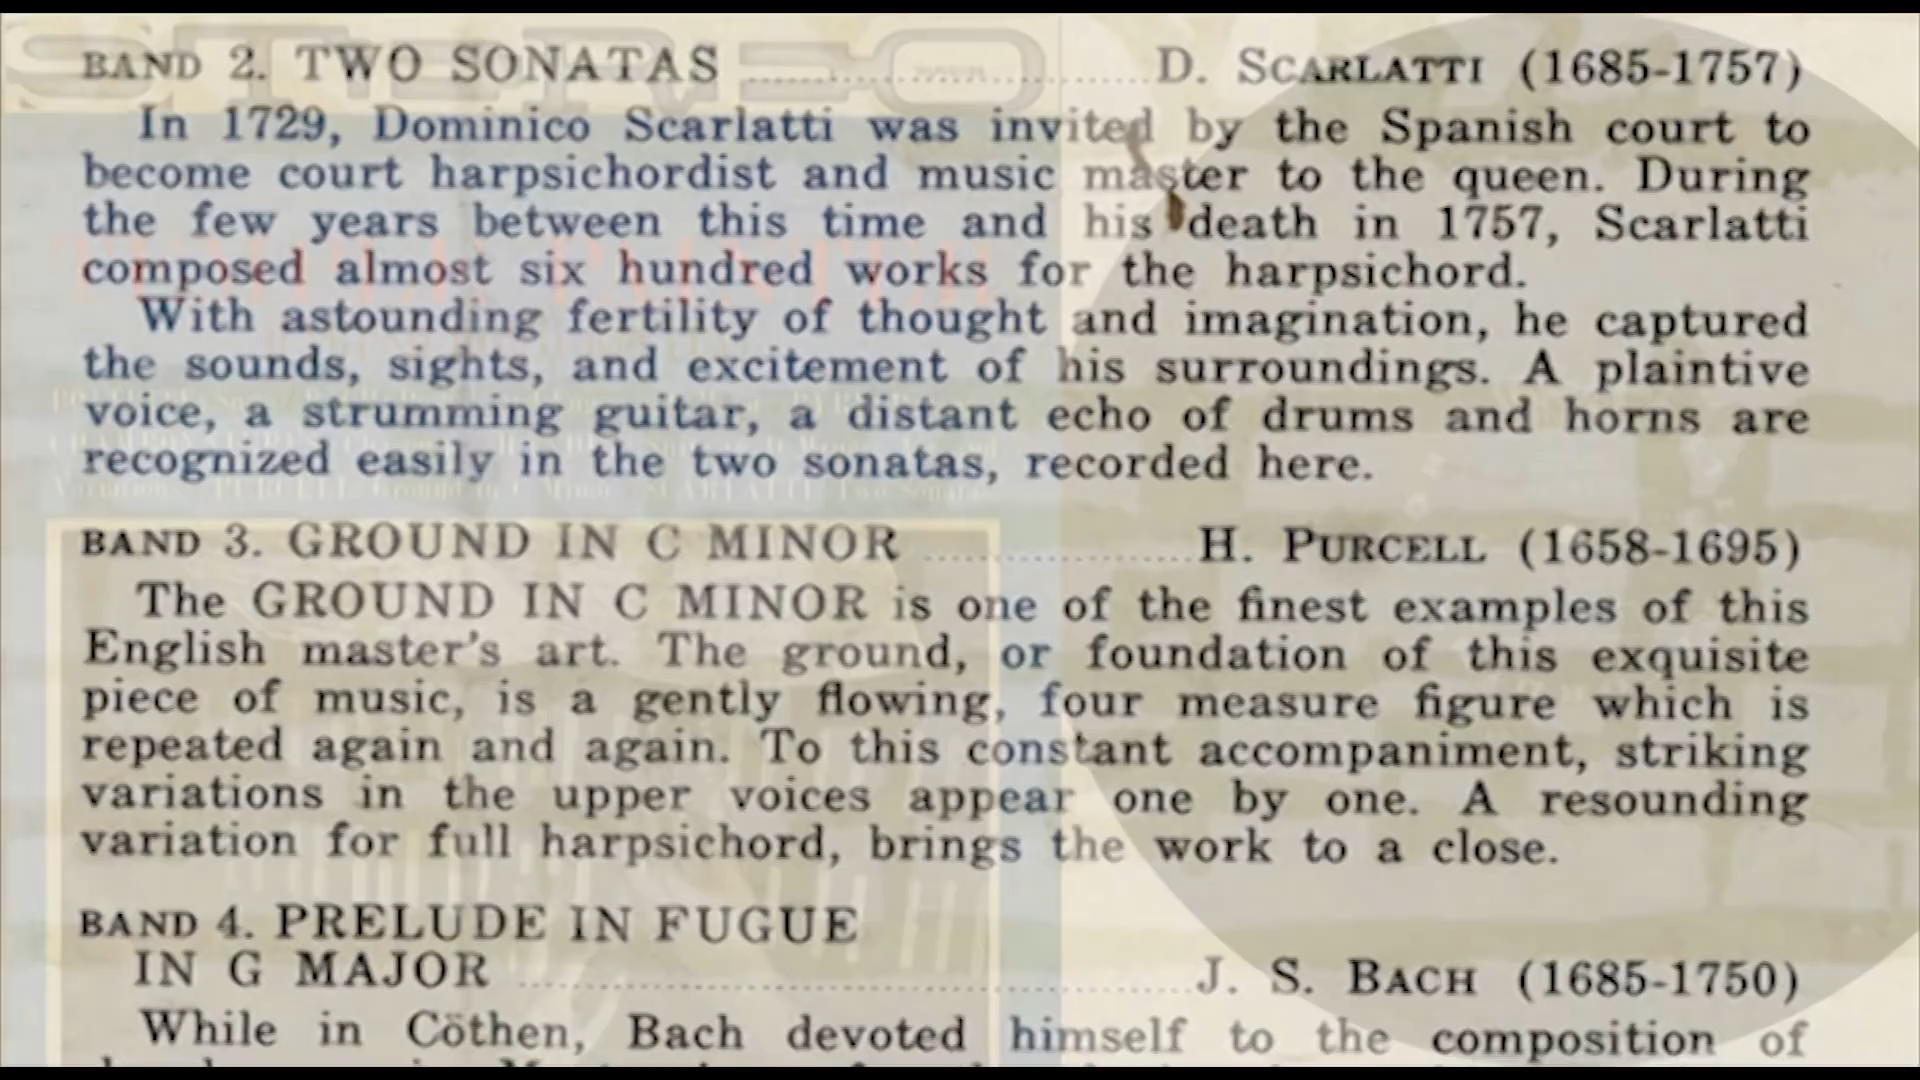 STEREO
BAND 2. TWO SONATAS ........................ D. SCARLATTI (1685-1757)
In 1729, Dominico Scarlatti was invited by the Spanish court to
become court harpsichordist and music master to the queen. During
the few years between this time and his death in 1757, Scarlatti
composed almost six hundred works for the harpsichord.
With astounding fertility of thought and imagination, he captured
the sounds, sights, and excitement of his surroundings. A plaintive
voice, a strumming guitar, a distant echo of drums and horns are
recognized easily in the two sonatas, recorded here.
BAND 3. GROUND IN C MINOR ................ H. PURCELL (1658-1695)
The GROUND IN C MINOR is one of the finest examples of this
English master's art. The ground, or foundation of this exquisite
piece of music, is a gently flowing, four measure figure which is
repeated again and again. To this constant accompaniment, striking
variations in the upper voices appear one by one. A resounding
variation for full harpsichord, brings the work to a close.
BAND 4. PRELUDE IN FUGUE
IN G MAJOR ........................................ J. S. BACH (1685-1750)
While in Cöthen, Bach devoted himself to the composition of